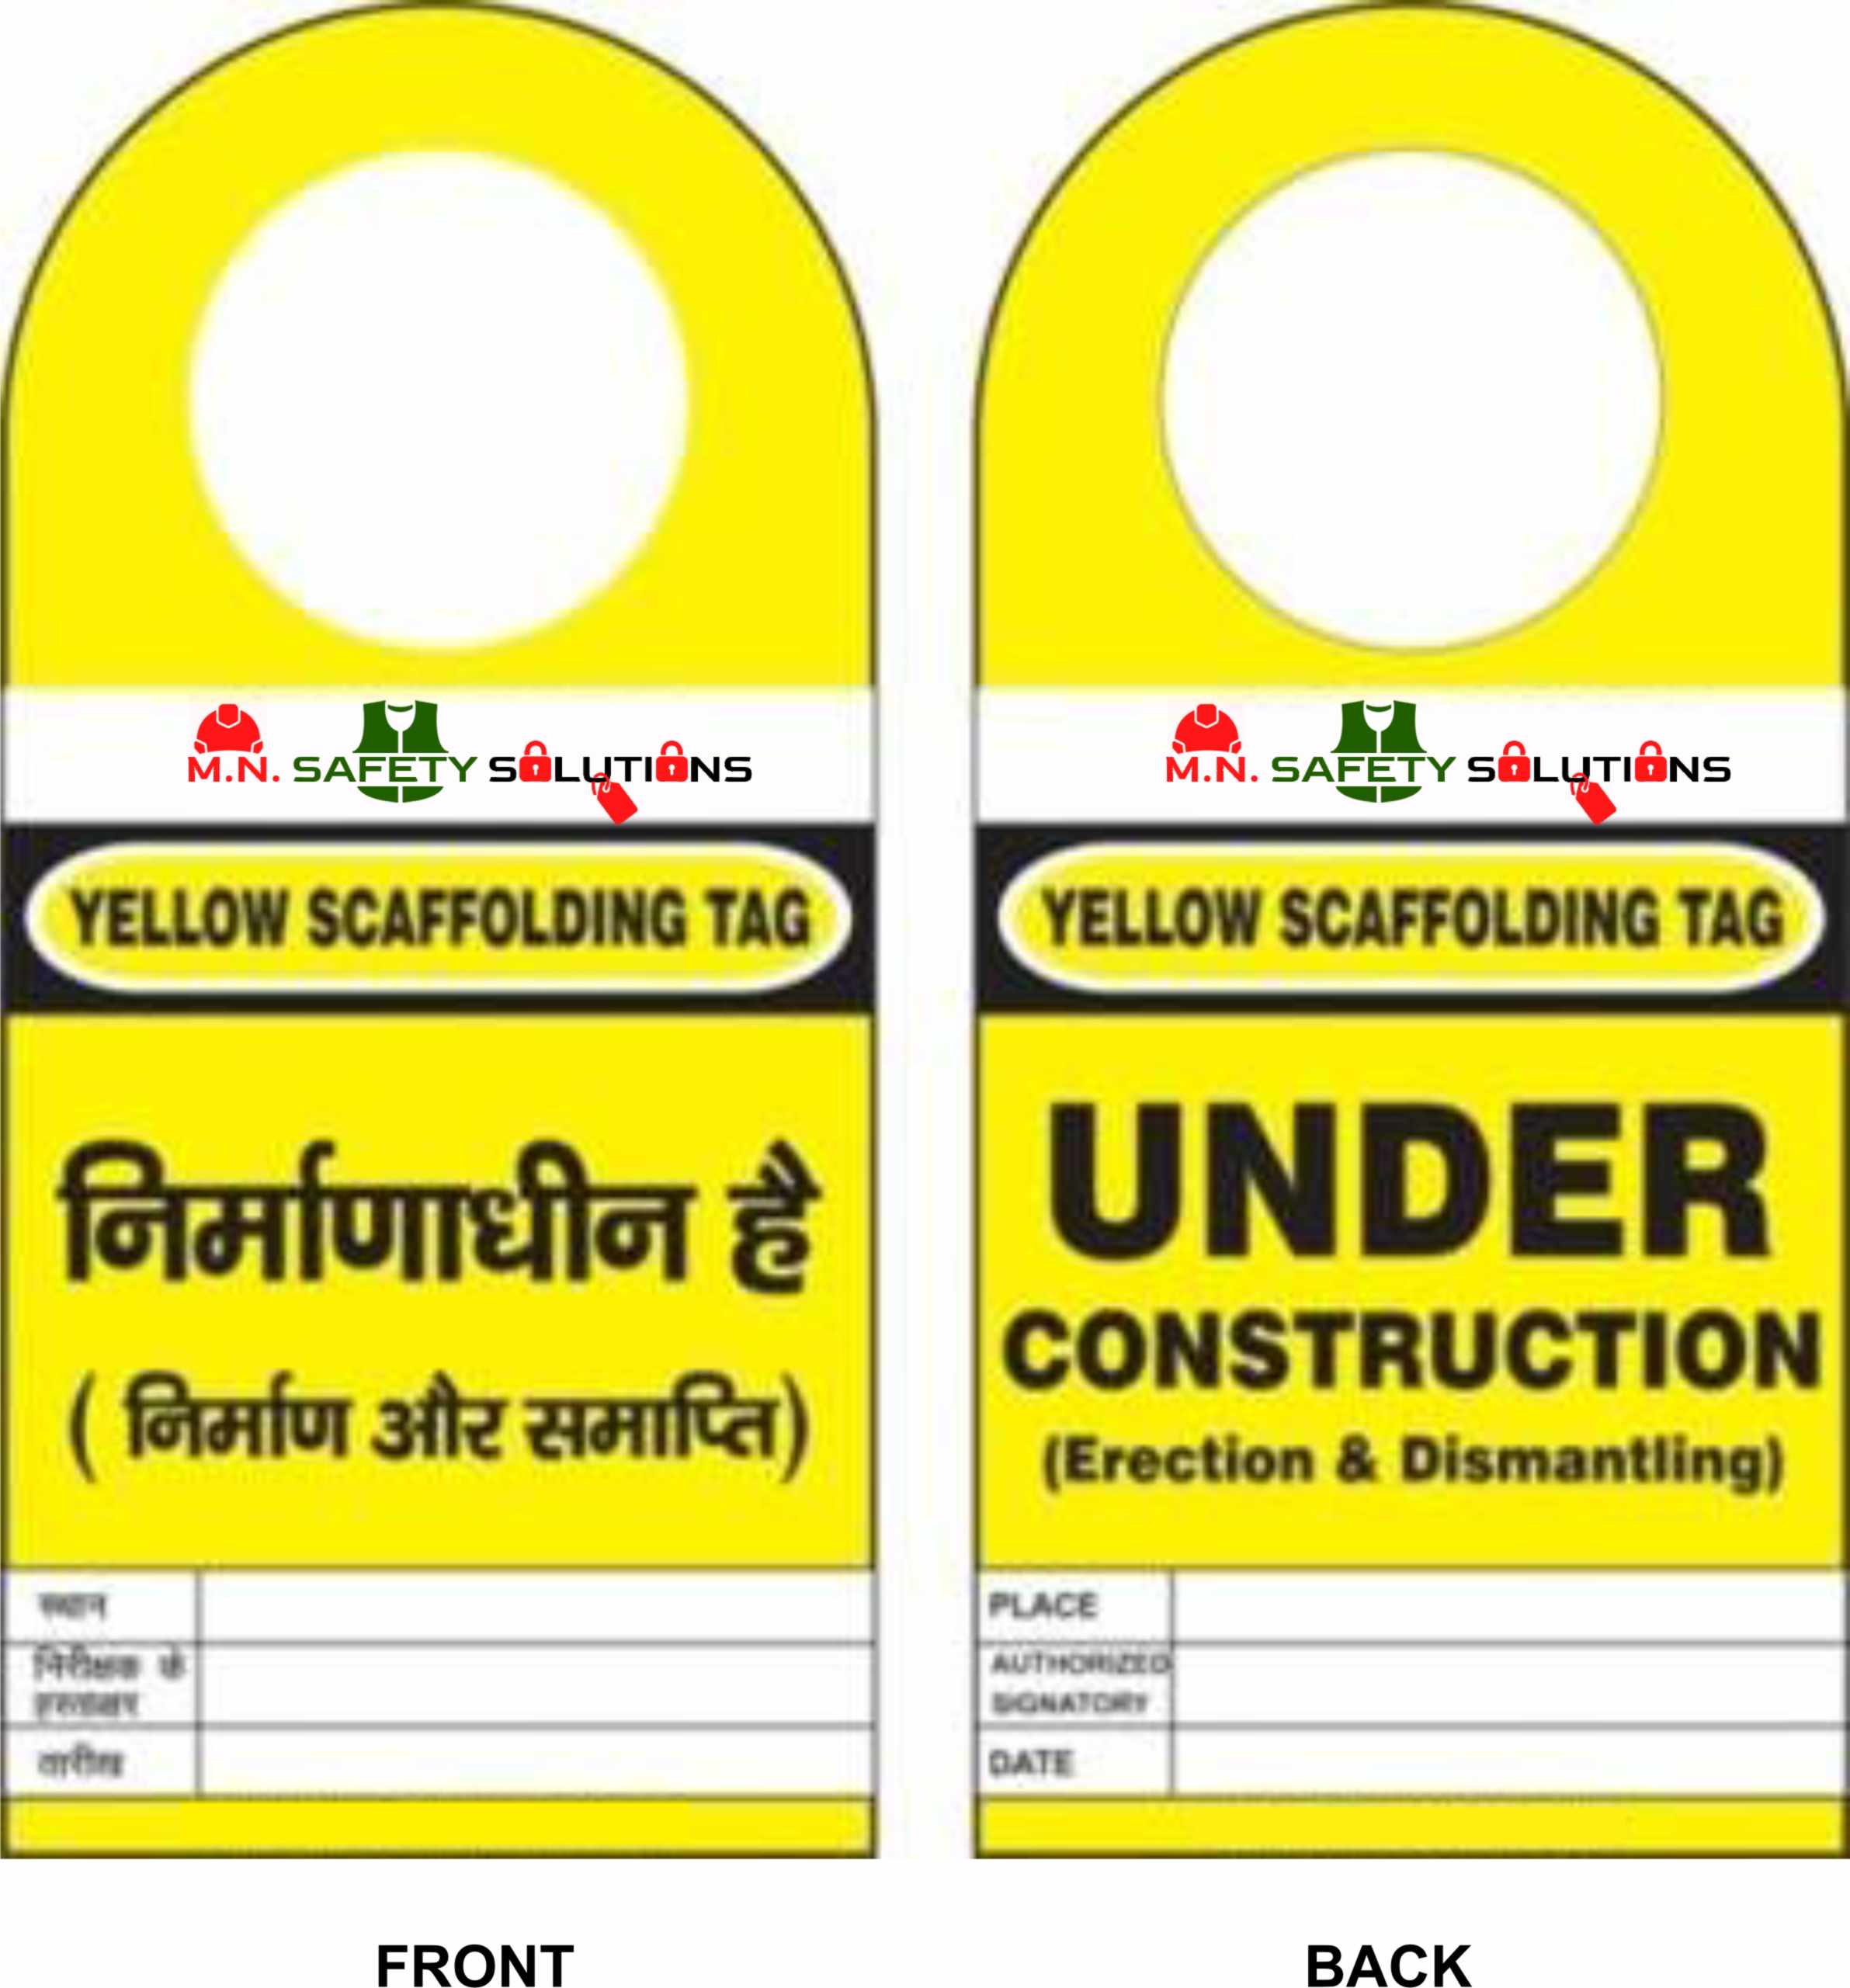 M.N. SAFETY SOLUTIONS
YELLOW SCAFFOLDING TAG
निर्माणाधीन है
( निर्माण और समाप्ति)
स्थान
निरीक्षक के
हस्ताक्षर
तारीख
FRONT
M.N. SAFETY SOLUTIONS
YELLOW SCAFFOLDING TAG
UNDER
CONSTRUCTION
(Erection & Dismantling)
PLACE
AUTHORIZED
SIGNATORY
DATE
BACK